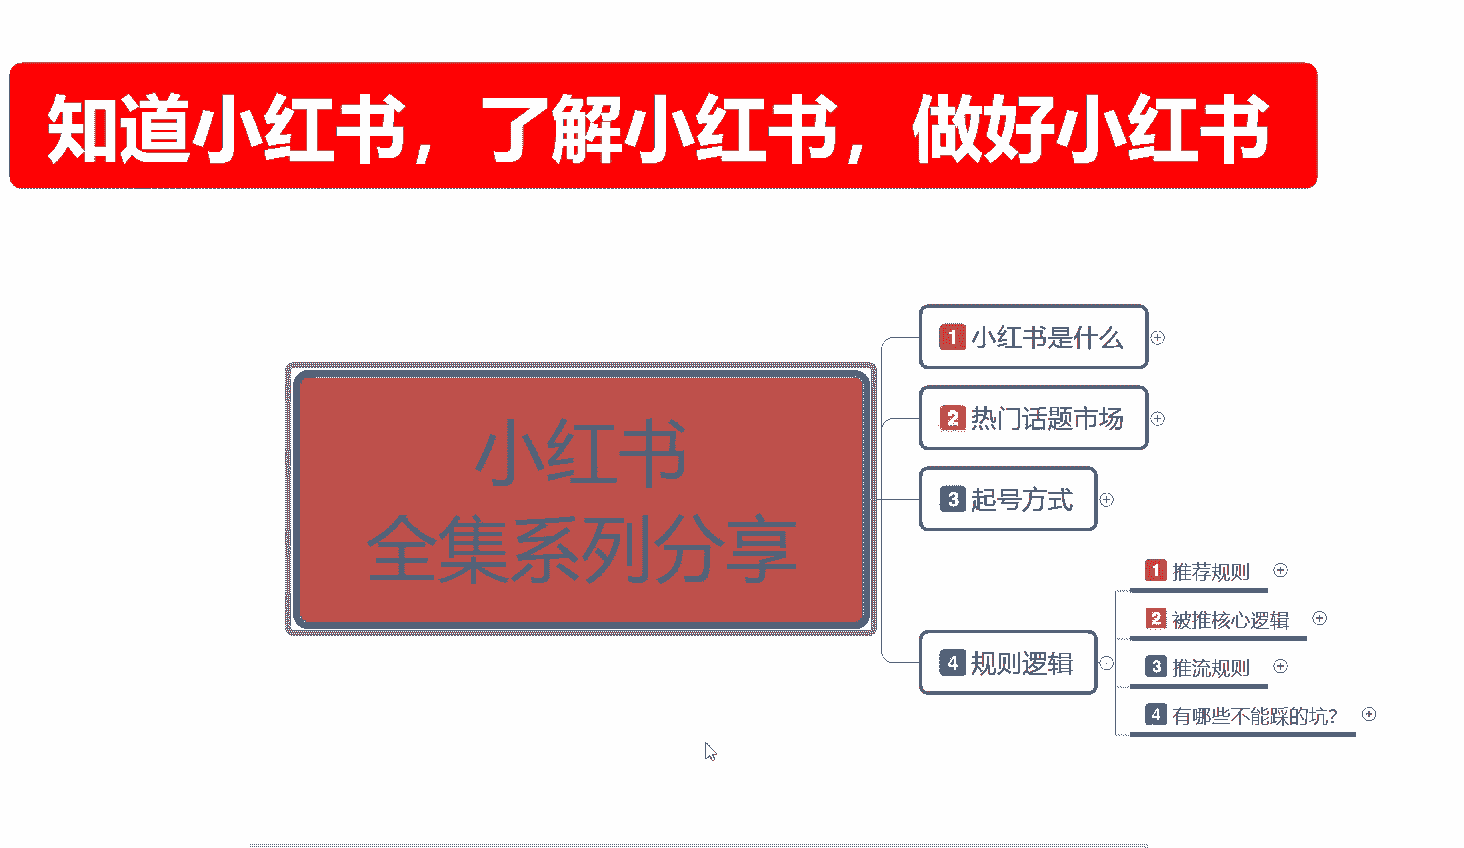 知道小红书，了解小红书，做好小红书
小红书
全集系列分享
1 小红书是什么
2 热门话题市场
3 起号方式
4 规则逻辑
1 推荐规则
2 被推核心逻辑
3 推流规则
4 有哪些不能踩的坑?